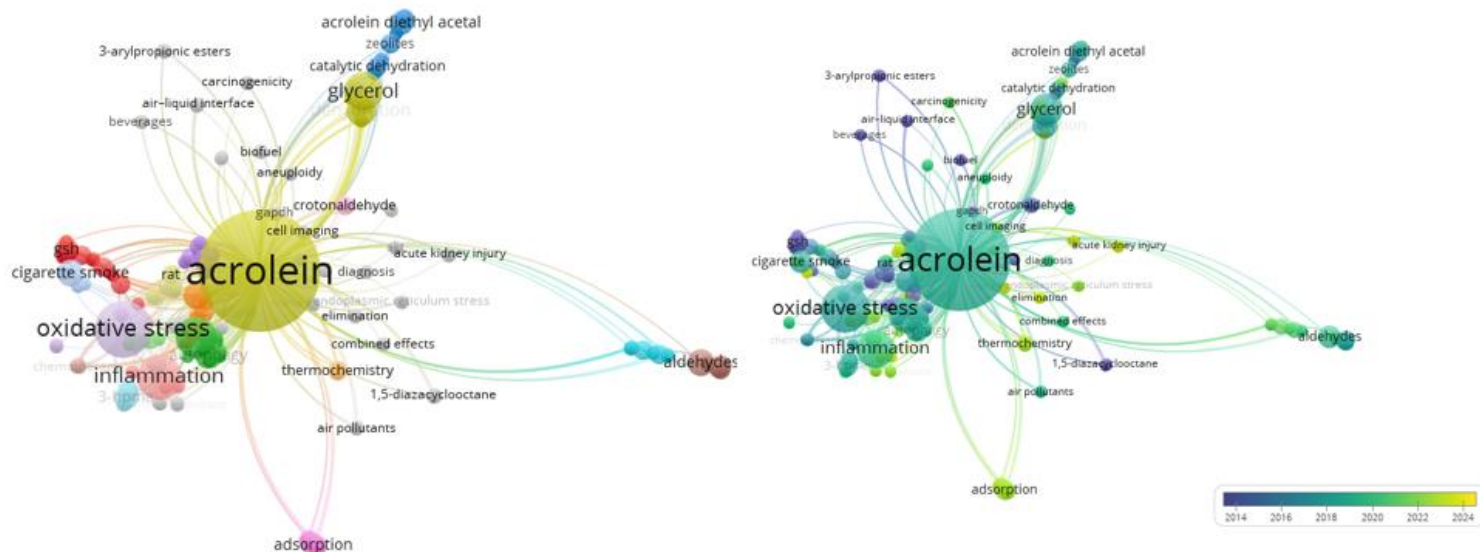 acrolein diethyl acetal
zeolites
3-arylpropionic esters
catalytic dehydration
carcinogenicity
glycerol
air-liquid interface
beverages
biofuel
aneuploidy
crotonaldehyde
gapdh
cell imaging
gsh
acute kidney injury
cigarette smoke
rat
acrolein
diagnosis
endoplasmic reticulum stress
elimination
oxidative stress
combined effects
autophagy
aldehydes
thermochemistry
inflammation
1,5-diazacyclooctane
air pollutants
adsorption
acrolein diethyl acetal
zeolites
3-arylpropionic esters
catalytic dehydration
carcinogenicity
glycerol
air-liquid interface
beverages
biofuel
aneuploidy
crotonaldehyde
gapdh
cell imaging
gsh
acute kidney injury
cigarette smoke
rat
acrolein
diagnosis
endoplasmic reticulum stress
elimination
oxidative stress
combined effects
autophagy
aldehydes
thermochemistry
inflammation
1,5-diazacyclooctane
air pollutants
adsorption
2014 2016 2018 2020 2022 2024